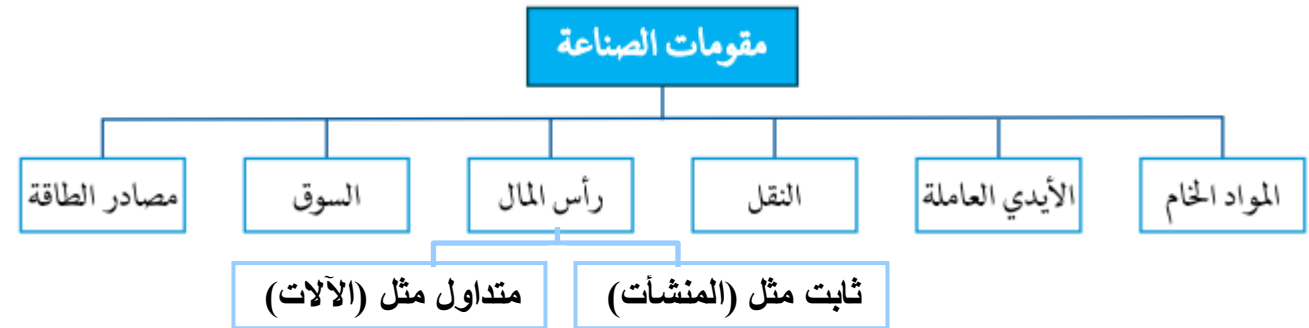 مقومات الصناعة
المواد الخام
الأيدي العاملة
النقل
رأس المال
السوق
مصادر الطاقة
ثابت مثل (المنشأت)
متداول مثل (الآلات)